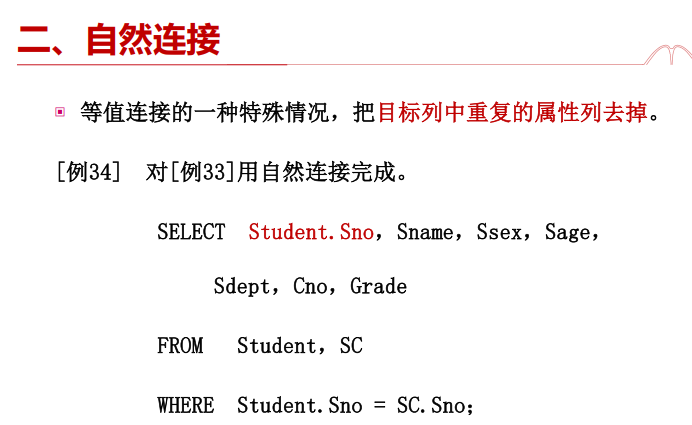 二、自然连接
等值连接的一种特殊情况，把目标列中重复的属性列去掉。
[例34] 对[例33]用自然连接完成。
SELECT Student.Sno，Sname，Ssex，Sage，
Sdept，Cno，Grade
FROM Student，SC
WHERE Student.Sno = SC.Sno；